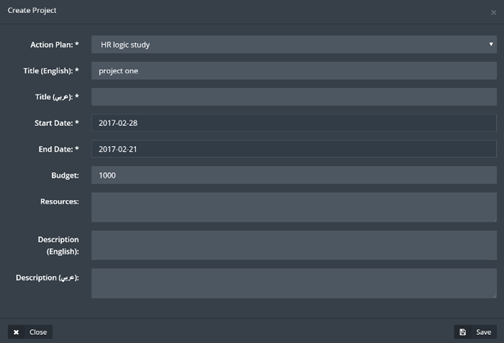 Create Project
Action Plan: * HR logic study
Title (English): * project one
Title (عربي): *
Start Date: * 2017-02-28
End Date: * 2017-02-21
Budget: 1000
Resources:
Description
(English):
Description (عربي):
Close Save